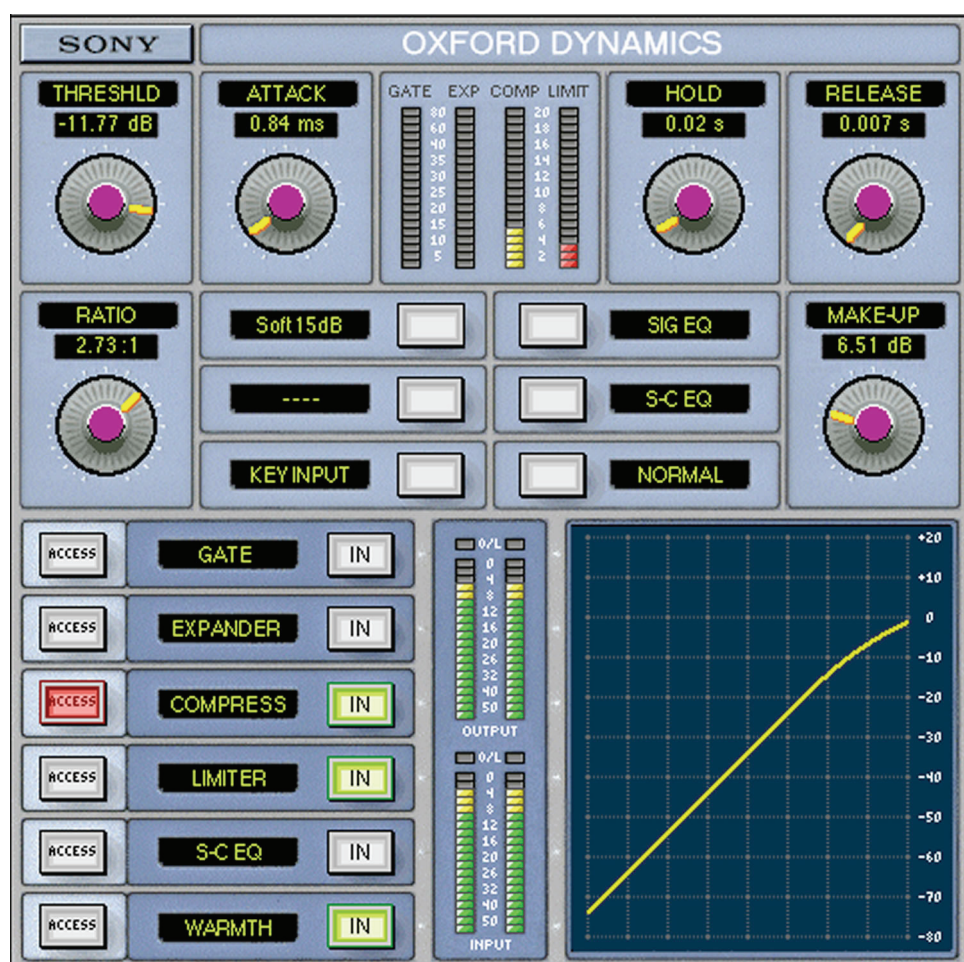 SONY
OXFORD DYNAMICS
THRESHLD
-11.77 dB
ATTACK
0.84 ms
GATE EXP COMP LIMIT
80 20
60 18
40 16
35 14
30 12
25 10
20 8
15 6
10 4
5 2
HOLD
0.02 s
RELEASE
0.007 s
RATIO
2.73:1
Soft15dB
SIG EQ
----
S-C EQ
KEY INPUT
NORMAL
MAKE-UP
6.51 dB
ACCESS GATE IN
ACCESS EXPANDER IN
ACCESS COMPRESS IN
ACCESS LIMITER IN
ACCESS S-C EQ IN
ACCESS WARMTH IN
O/L
0
4
8
12
16
20
26
32
40
50
OUTPUT
O/L
0
4
8
12
16
20
26
32
40
50
INPUT
+20
+10
0
-10
-20
-30
-40
-50
-60
-70
-80